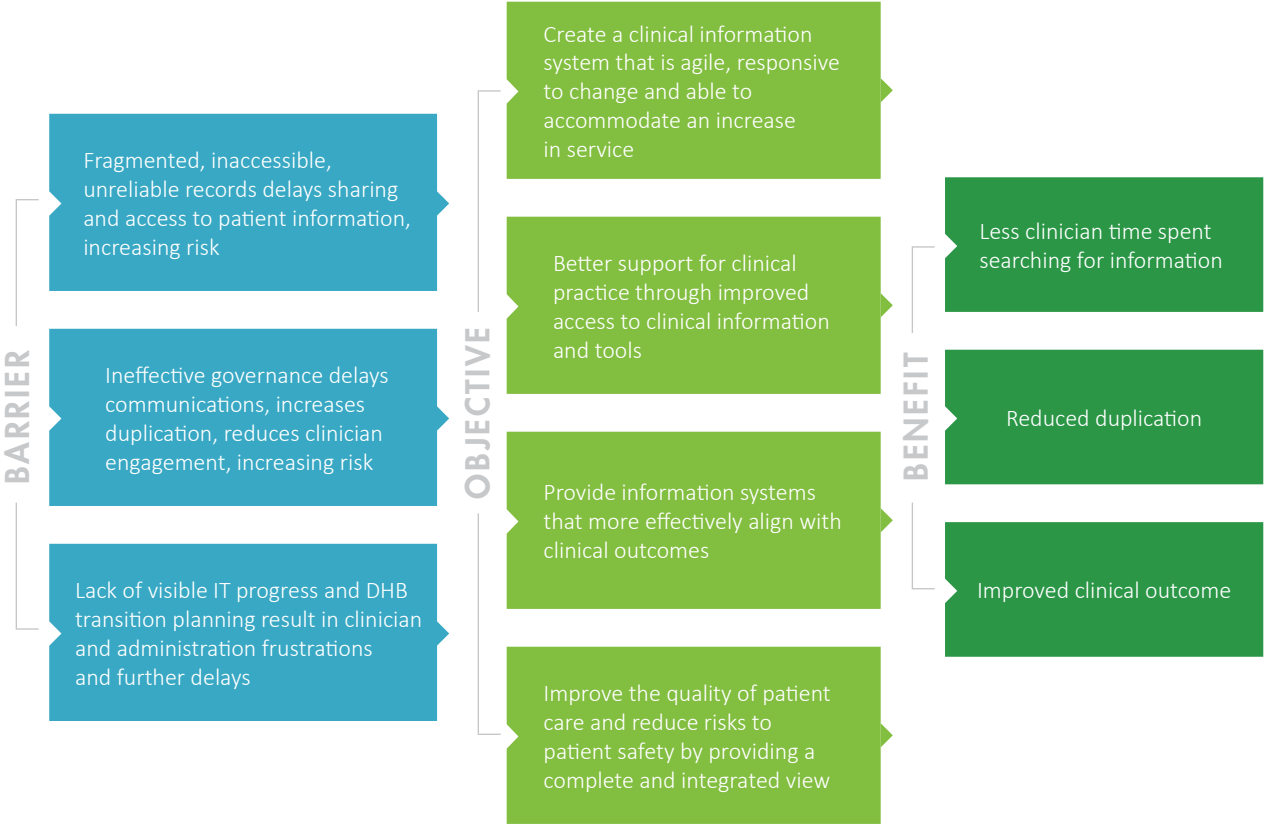 BARRIER
Fragmented, inaccessible,
unreliable records delays sharing
and access to patient information,
increasing risk
Ineffective governance delays
communications, increases
duplication, reduces clinician
engagement, increasing risk
Lack of visible IT progress and DHB
transition planning result in clinician
and administration frustrations
and further delays
OBJECTIVE
Create a clinical information
system that is agile, responsive
to change and able to
accommodate an increase
in service
Better support for clinical
practice through improved
access to clinical information
and tools
Provide information systems
that more effectively align with
clinical outcomes
Improve the quality of patient
care and reduce risks to
patient safety by providing a
complete and integrated view
BENEFIT
Less clinician time spent
searching for information
Reduced duplication
Improved clinical outcome